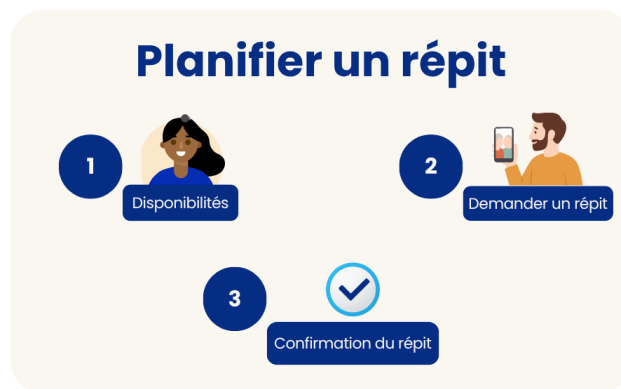 Planifier un répit
1
Disponibilités
2
Demander un répit
3
Confirmation du répit